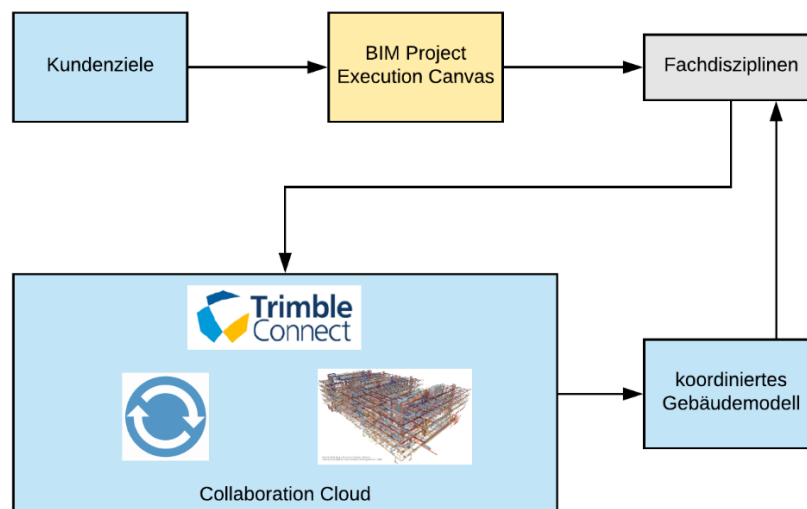 Kundenziele
BIM Project
Execution Canvas
Fachdisziplinen
Trimble
Connect
koordiniertes
Gebäudemodell
Collaboration Cloud